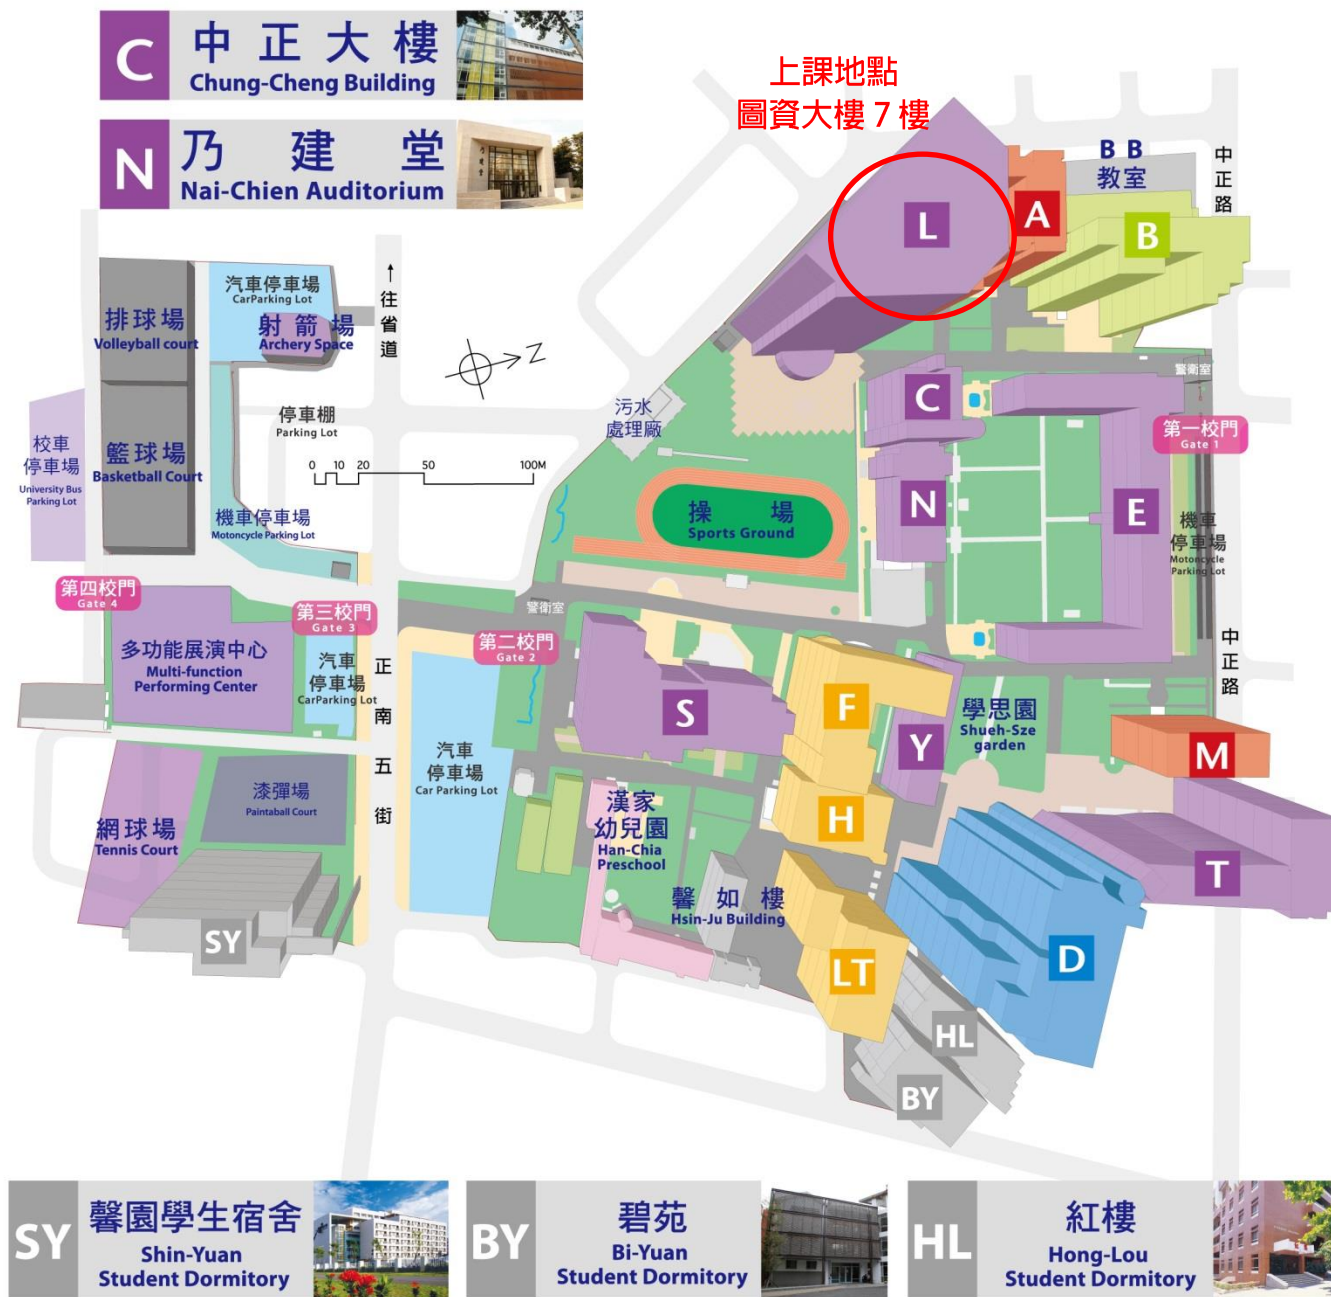 C
中正大樓
Chung-Cheng Building
N
乃建堂
Nai-Chien Auditorium
上課地點
圖資大樓 7 樓
L
A
BB
教室
B
中正路
汽車停車場
CarParking Lot
射箭場
Archery Space
排球場
Volleyball court
←往省道
Z
停車棚
Parking Lot
0 10 20 50 100M
污水
處理廠
校車
停車場
University Bus
Parking Lot
籃球場
Basketball Court
機車停車場
Motoncycle Parking Lot
C
警衛室
第一校門
Gate 1
N
E
操場
Sports Ground
機車
停車場
Motoncycle
Parking Lot
第四校門
Gate 4
第三校門
Gate 3
警衛室
第二校門
Gate 2
多功能展演中心
Multi-function
Performing Center
汽車
停車場
CarParking Lot
正南五街
汽車
停車場
Car Parking Lot
S
F
Y
學思園
Shueh-Sze
garden
中正路
M
漆彈場
Paintaball Court
網球場
Tennis Court
漢家
幼兒園
Han-Chia
Preschool
H
T
馨如樓
Hsin-Ju Building
SY
LT
D
HL
BY
SY
馨園學生宿舍
Shin-Yuan
Student Dormitory
BY
碧苑
Bi-Yuan
Student Dormitory
HL
紅樓
Hong-Lou
Student Dormitory